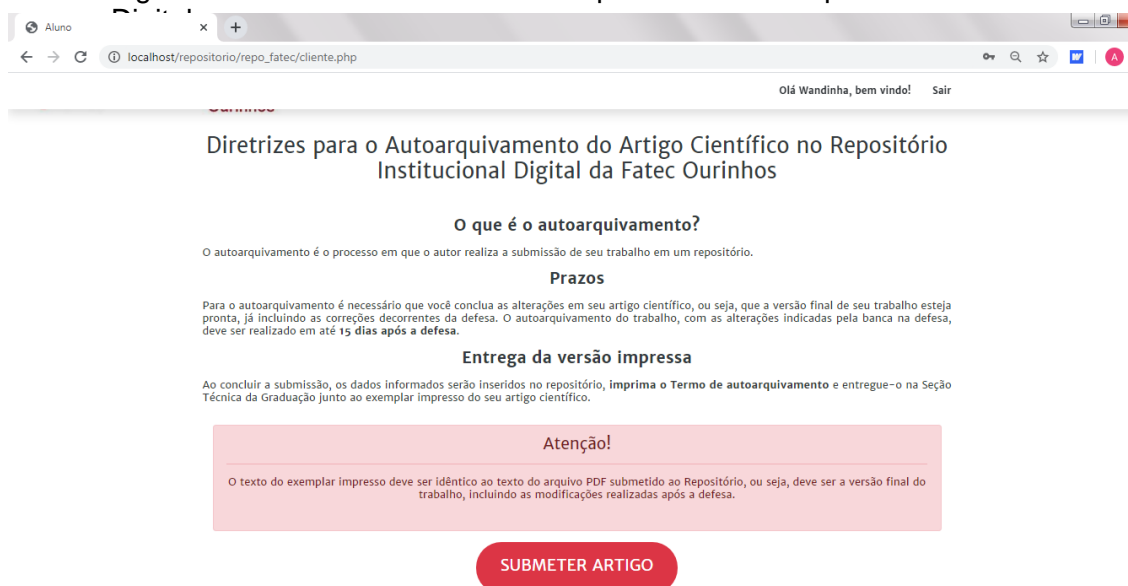 Aluno
localhost/repositorio/repo_fatec/cliente.php
A
Olá Wandinha, bem vindo! Sair
Diretrizes para o Autoarquivamento do Artigo Científico no Repositório
Institucional Digital da Fatec Ourinhos
O que é o autoarquivamento?
O autoarquivamento é o processo em que o autor realiza a submissão de seu trabalho em um repositório.
Prazos
Para o autoarquivamento é necessário que você conclua as alterações em seu artigo científico, ou seja, que a versão final de seu trabalho esteja
pronta, já incluindo as correções decorrentes da defesa. O autoarquivamento do trabalho, com as alterações indicadas pela banca na defesa,
deve ser realizado em até 15 dias após a defesa.
Entrega da versão impressa
Ao concluir a submissão, os dados informados serão inseridos no repositório, imprima o Termo de autoarquivamento e entregue-o na Seção
Técnica da Graduação junto ao exemplar impresso do seu artigo científico.
Atenção!
O texto do exemplar impresso deve ser idêntico ao texto do arquivo PDF submetido ao Repositório, ou seja, deve ser a versão final do
trabalho, incluindo as modificações realizadas após a defesa.
SUBMETER ARTIGO